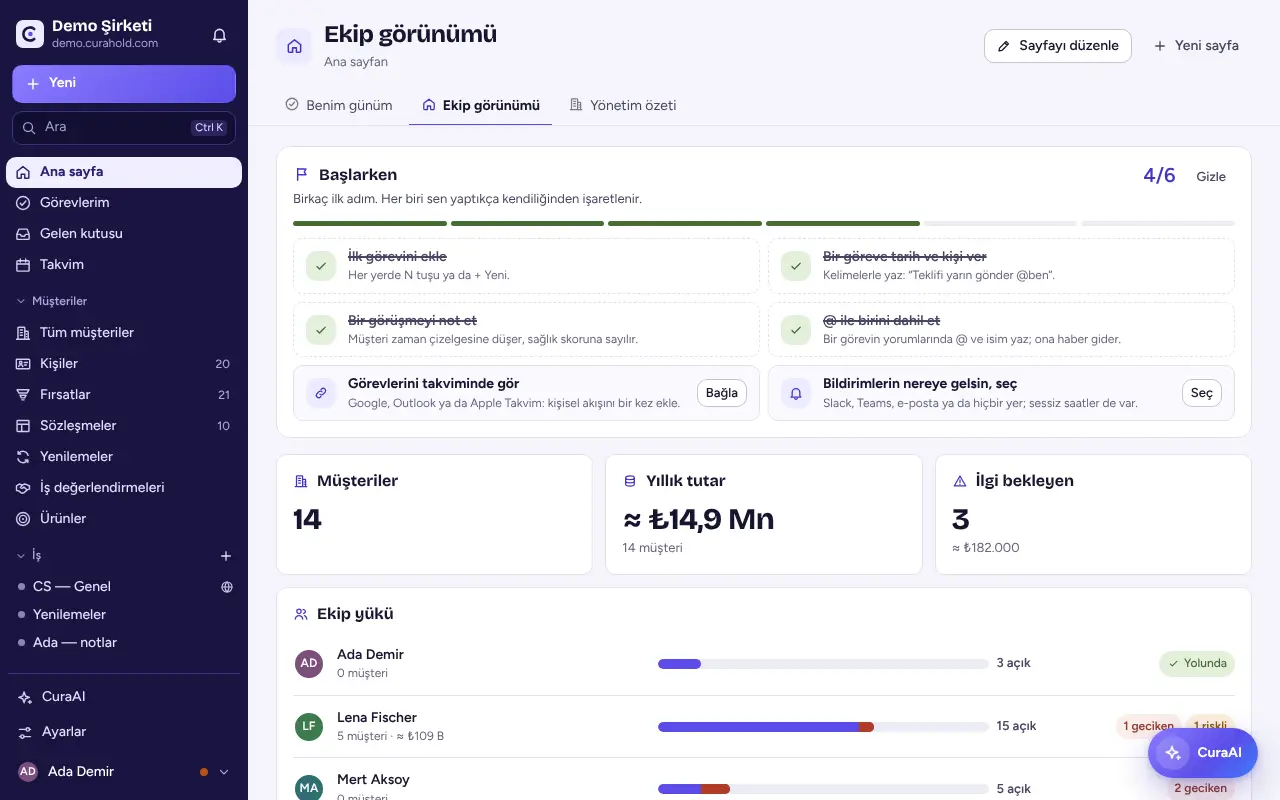 Demo Şirketi
demo.curahold.com
Yeni
Ara
Ctrl K
Ana sayfa
Görevlerim
Gelen kutusu
Takvim
Müşteriler
Tüm müşteriler
Kişiler 20
Fırsatlar 21
Sözleşmeler 10
Yenilemeler
İş değerlendirmeleri
Ürünler
İş
CS — Genel
Yenilemeler
Ada — notlar
CuraAI
Ayarlar
AD Ada Demir
Ekip görünümü
Ana sayfan
Sayfayı düzenle
Yeni sayfa
Benim günüm
Ekip görünümü
Yönetim özeti
Başlarken
4/6
Gizle
Birkaç ilk adım. Her biri sen yaptıkça kendiliğinden işaretlenir.
İlk görevini ekle
Her yerde N tuşu ya da + Yeni.
Bir göreve tarih ve kişi ver
Kelimelerle yaz: “Teklifi yarın gönder @ben”.
Bir görüşmeyi not et
Müşteri zaman çizelgesine düşer, sağlık skoruna sayılır.
@ ile birini dahil et
Bir görevin yorumlarında @ ve isim yaz; ona haber gider.
Görevlerini takviminde gör
Google, Outlook ya da Apple Takvim: kişisel akışını bir kez ekle.
Bağla
Bildirimlerin nereye gelsin, seç
Slack, Teams, e-posta ya da hiçbir yer; sessiz saatler de var.
Seç
Müşteriler
14
Yıllık tutar
≈ ₺14,9 Mn
14 müşteri
İlgi bekleyen
3
≈ ₺182.000
Ekip yükü
AD
Ada Demir
0 müşteri
3 açık
Yolunda
LF
Lena Fischer
5 müşteri · ≈ ₺109 B
15 açık
1 geciken
1 riskli
MA
Mert Aksoy
0 müşteri
5 açık
2 geciken
CuraAI